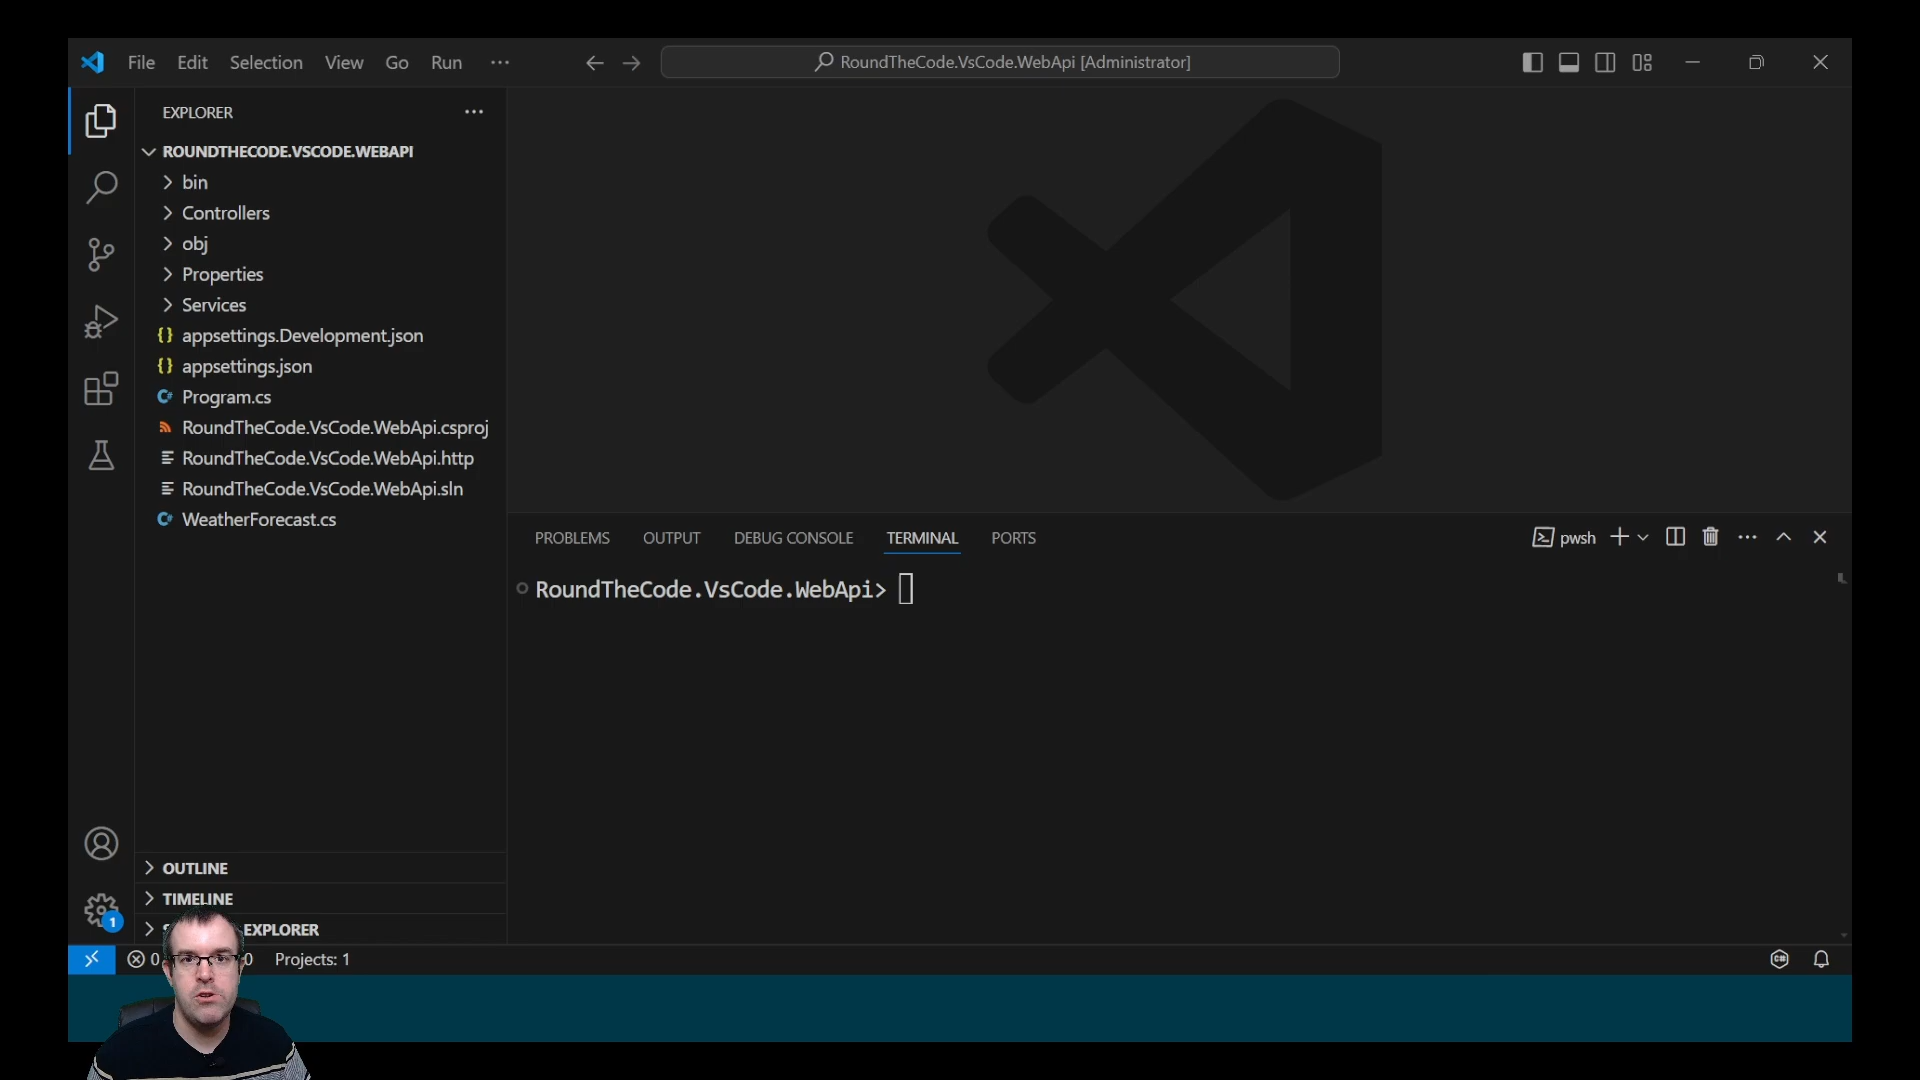 File Edit Selection View Go Run ···
RoundTheCode.VsCode.WebApi [Administrator]
EXPLORER
ROUNDTHECODE.VSCODE.WEBAPI
bin
Controllers
obj
Properties
Services
{} appsettings.Development.json
{} appsettings.json
C# Program.cs
RoundTheCode.VsCode.WebApi.csproj
RoundTheCode.VsCode.WebApi.http
RoundTheCode.VsCode.WebApi.sln
C# WeatherForecast.cs
PROBLEMS OUTPUT DEBUG CONSOLE TERMINAL PORTS
pwsh
RoundTheCode.VsCode.WebApi>
OUTLINE
TIMELINE
EXPLORER
1
0 0 Projects: 1